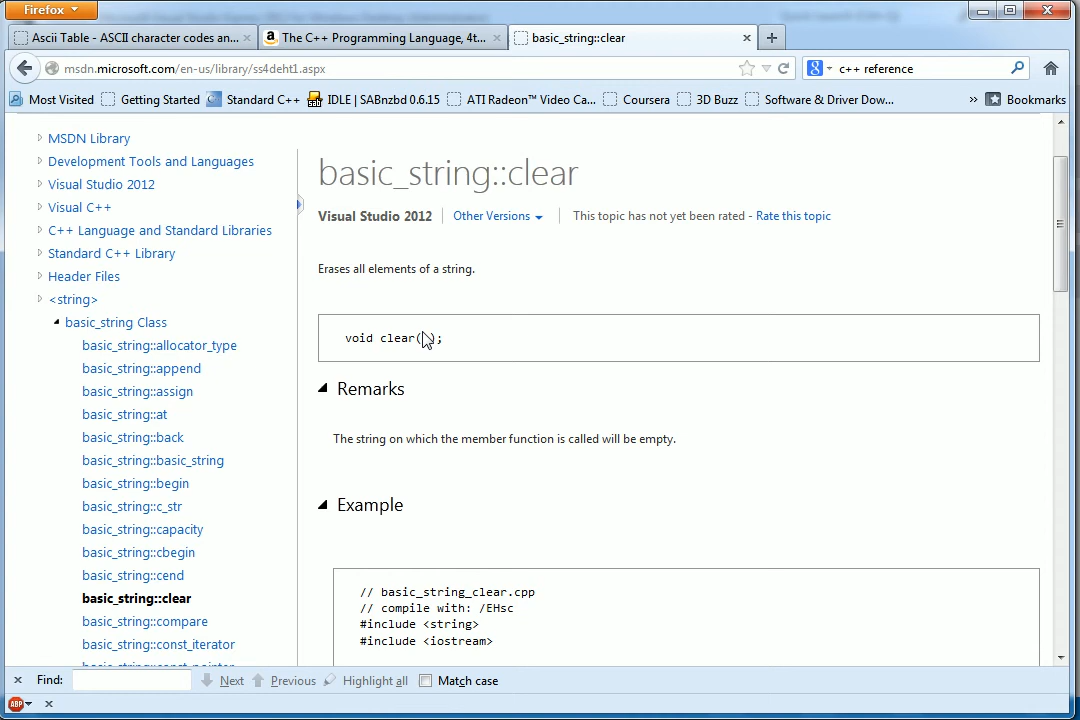 Firefox
Ascii Table - ASCII character codes an...
The C++ Programming Language, 4t...
basic_string::clear
msdn.microsoft.com/en-us/library/ss4deht1.aspx
c++ reference
Most Visited
Getting Started
Standard C++
IDLE | SABnzbd 0.6.15
ATI Radeon™ Video Ca...
Coursera
3D Buzz
Software & Driver Dow...
»
Bookmarks
MSDN Library
Development Tools and Languages
Visual Studio 2012
Visual C++
C++ Language and Standard Libraries
Standard C++ Library
Header Files
<string>
basic_string Class
basic_string::allocator_type
basic_string::append
basic_string::assign
basic_string::at
basic_string::back
basic_string::basic_string
basic_string::begin
basic_string::c_str
basic_string::capacity
basic_string::cbegin
basic_string::cend
basic_string::clear
basic_string::compare
basic_string::const_iterator
basic_string::const_pointer
basic_string::clear
Visual Studio 2012
Other Versions
This topic has not yet been rated - Rate this topic
Erases all elements of a string.
void clear( );
Remarks
The string on which the member function is called will be empty.
Example
// basic_string_clear.cpp
// compile with: /EHsc
#include <string>
#include <iostream>
Find:
Next
Previous
Highlight all
Match case
ABP